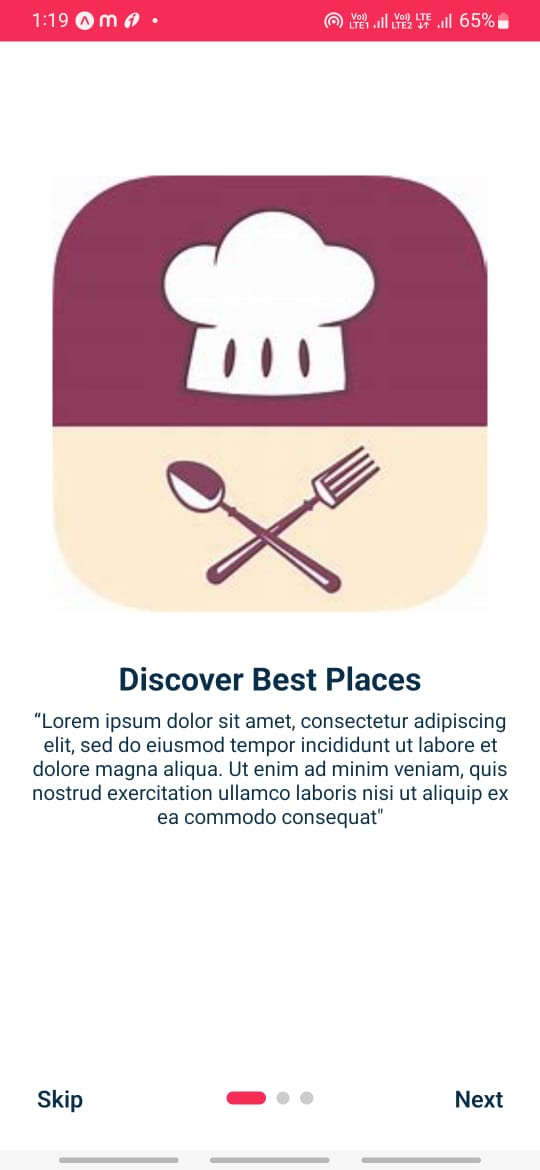 1:19 m
Vo)) LTE1 Vo)) LTE2 LTE 65%
Discover Best Places
“Lorem ipsum dolor sit amet, consectetur adipiscing
elit, sed do eiusmod tempor incididunt ut labore et
dolore magna aliqua. Ut enim ad minim veniam, quis
nostrud exercitation ullamco laboris nisi ut aliquip ex
ea commodo consequat"
Skip
Next